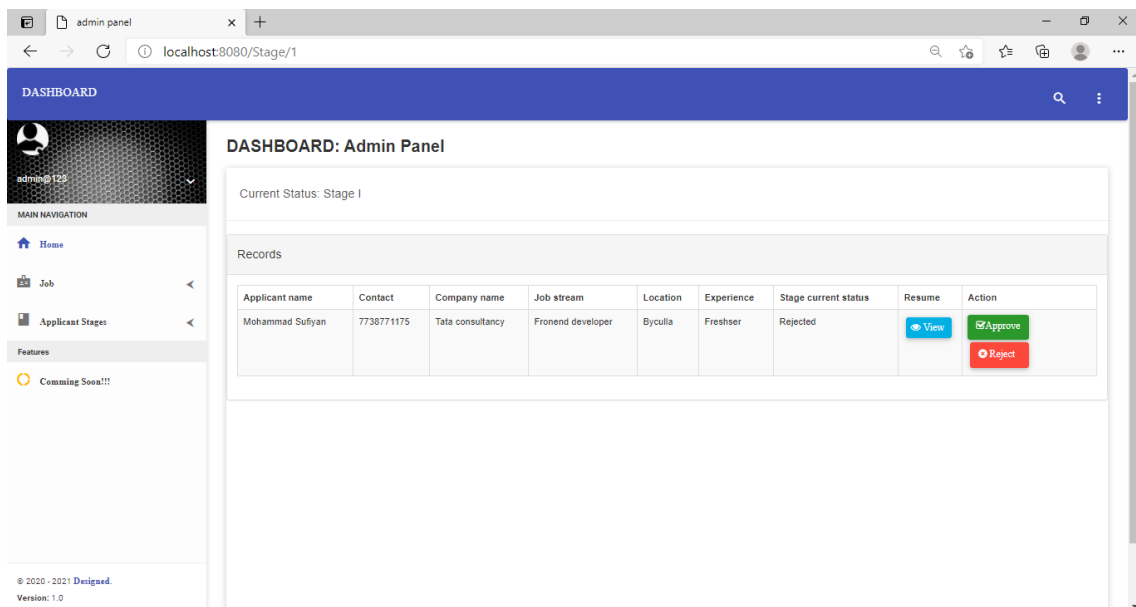 admin panel
localhost:8080/Stage/1
DASHBOARD
admin@123
MAIN NAVIGATION
Home
Job
Applicant Stages
Features
Comming Soon!!!
© 2020 - 2021 Designed.
Version: 1.0
DASHBOARD: Admin Panel
Current Status: Stage I
Records
Applicant name Contact Company name Job stream Location Experience Stage current status Resume Action
Mohammad Sufiyan 7738771175 Tata consultancy Fronend developer Byculla Freshser Rejected View Approve
Reject